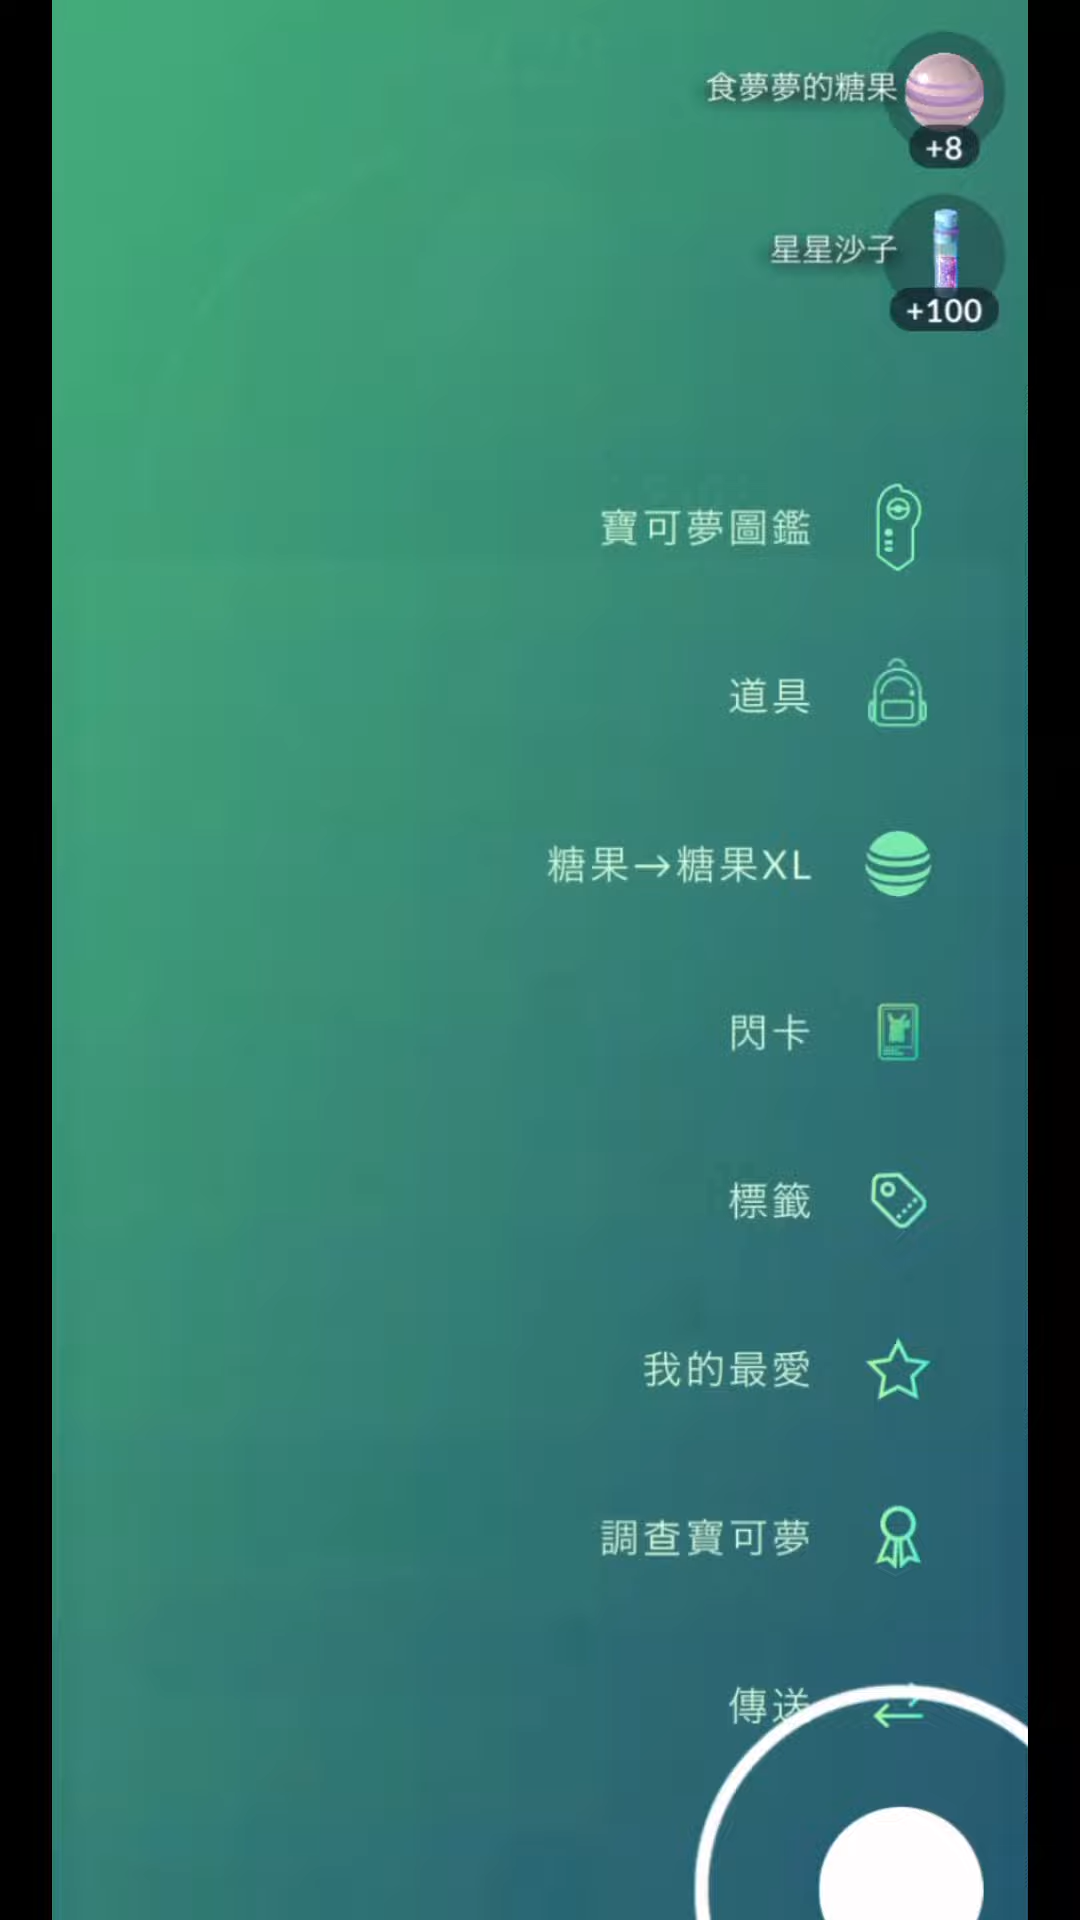 食夢夢的糖果
+8
星星沙子
+100
寶可夢圖鑑
道具
糖果→糖果XL
閃卡
標籤
我的最愛
調查寶可夢
傳送